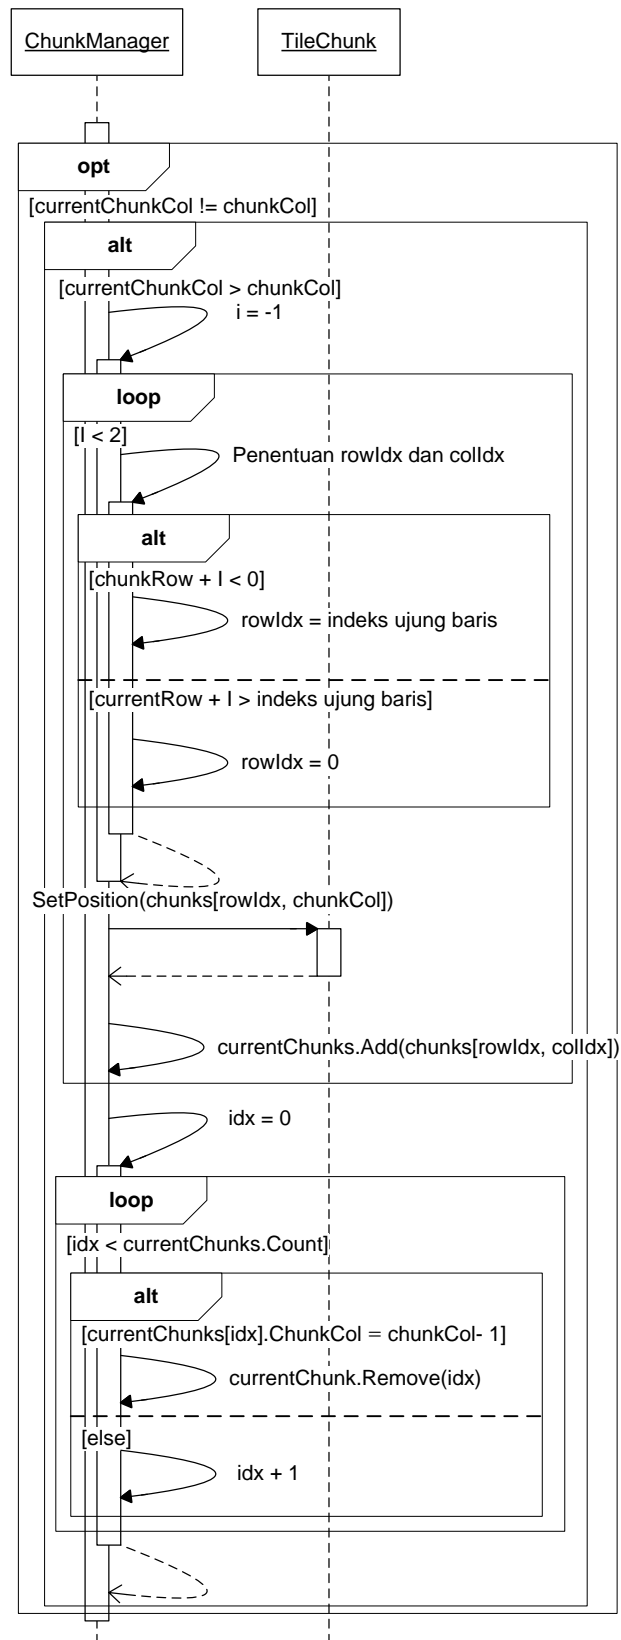 ChunkManager
TileChunk
opt
[currentChunkCol != chunkCol]
alt
[currentChunkCol > chunkCol]
i = -1
loop
[I < 2]
Penentuan rowIdx dan colIdx
alt
[chunkRow + I < 0]
rowIdx = indeks ujung baris
[currentRow + I > indeks ujung baris]
rowIdx = 0
SetPosition(chunks[rowIdx, chunkCol])
currentChunks.Add(chunks[rowIdx, colIdx])
idx = 0
loop
[idx < currentChunks.Count]
alt
[currentChunks[idx].ChunkCol = chunkCol- 1]
currentChunk.Remove(idx)
[else]
idx + 1